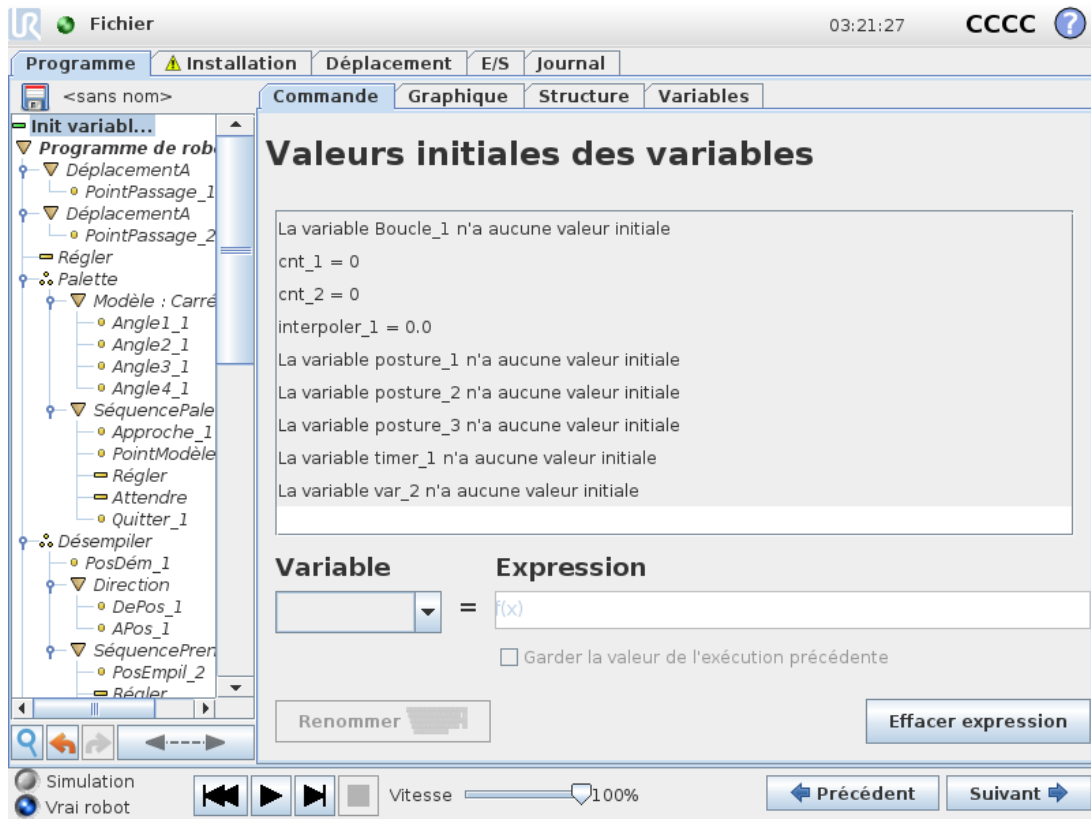 UR Fichier 03:21:27 CCCC ?
Programme Installation Déplacement E/S Journal
<sans nom> Commande Graphique Structure Variables
Init variabl...
Programme de rob
DéplacementA
PointPassage_1
DéplacementA
PointPassage_2
Régler
Palette
Modèle : Carré
Angle1_1
Angle2_1
Angle3_1
Angle4_1
SéquencePale
Approche_1
PointModèle
Régler
Attendre
Quitter_1
Désempiler
PosDém_1
Direction
DePos_1
APos_1
SéquencePren
PosEmpil_2
Régler
Valeurs initiales des variables
La variable Boucle_1 n'a aucune valeur initiale
cnt_1 = 0
cnt_2 = 0
interpoler_1 = 0.0
La variable posture_1 n'a aucune valeur initiale
La variable posture_2 n'a aucune valeur initiale
La variable posture_3 n'a aucune valeur initiale
La variable timer_1 n'a aucune valeur initiale
La variable var_2 n'a aucune valeur initiale
Variable Expression
= f(x)
Garder la valeur de l'exécution précédente
Renommer Effacer expression
Simulation
Vrai robot
Vitesse 100% Précédent Suivant